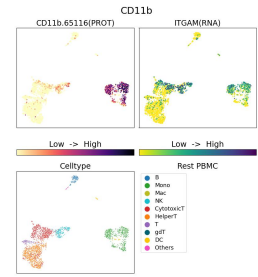 CD11b
CD11b.65116(PROT)
ITGAM(RNA)
Low -> High
Low -> High
Celltype
Rest PBMC
B
Mono
Mac
NK
CytotoxicT
HelperT
T
gdT
DC
Others